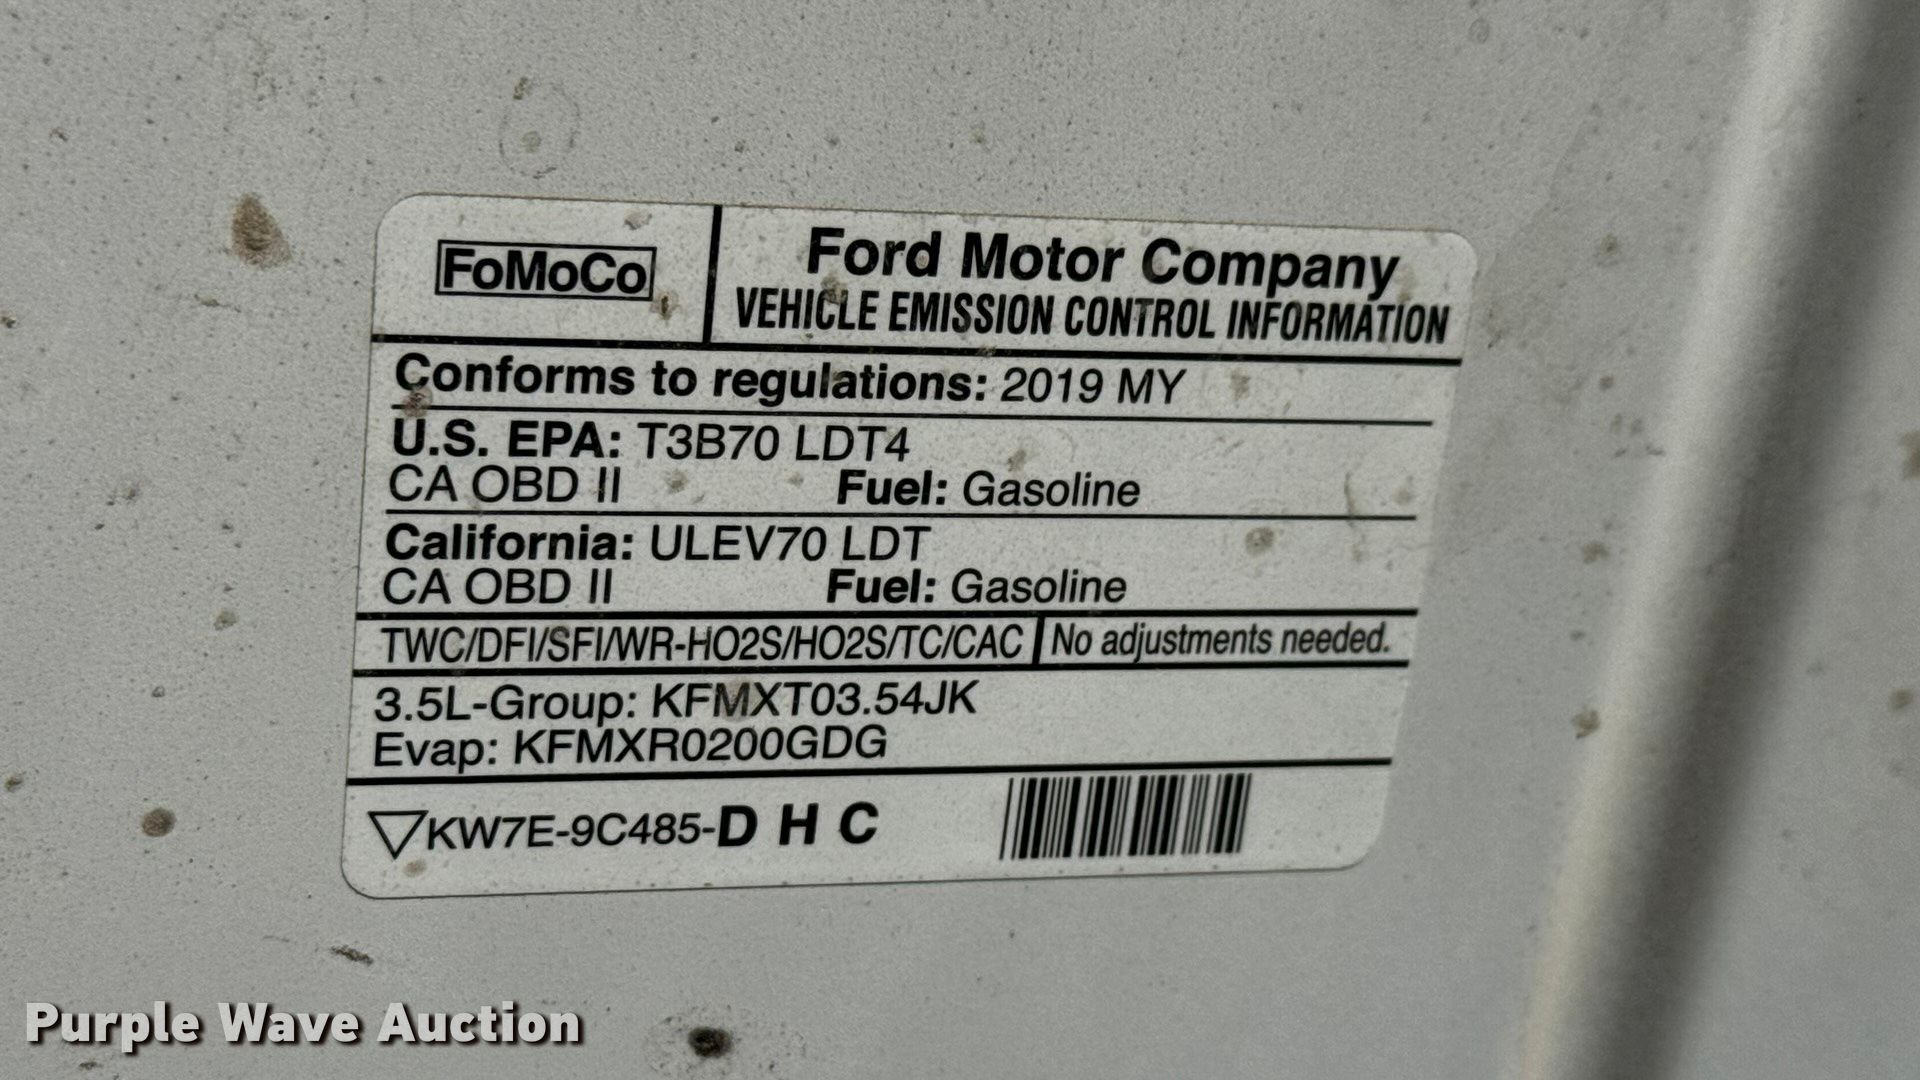 FoMoCo
Ford Motor Company
VEHICLE EMISSION CONTROL INFORMATION
Conforms to regulations: 2019 MY
U.S. EPA: T3B70 LDT4
CA OBD II Fuel: Gasoline
California: ULEV70 LDT
CA OBD II Fuel: Gasoline
TWC/DFI/SFI/WR-HO2S/HO2S/TC/CAC No adjustments needed.
3.5L-Group: KFMXT03.54JK
Evap: KFMXR0200GDG
KW7E-9C485-D H C
Purple Wave Auction